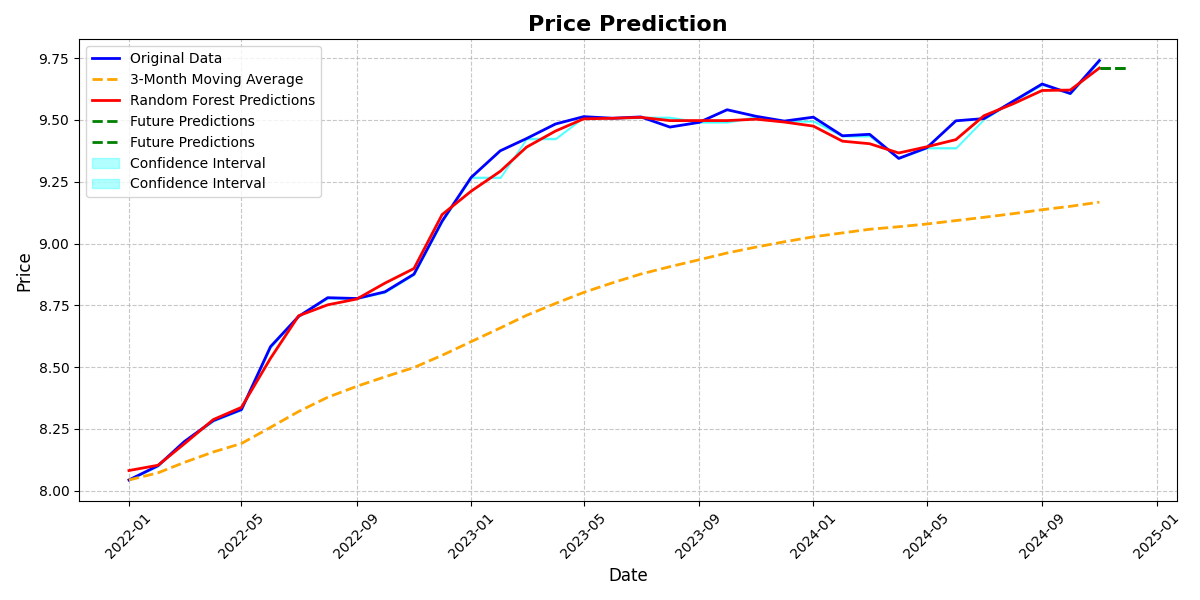 Price Prediction
Original Data
3-Month Moving Average
Random Forest Predictions
Future Predictions
Future Predictions
Confidence Interval
Confidence Interval
Price
9.75
9.50
9.25
9.00
8.75
8.50
8.25
8.00
2022-01
2022-05
2022-09
2023-01
2023-05
2023-09
2024-01
2024-05
2024-09
2025-01
Date